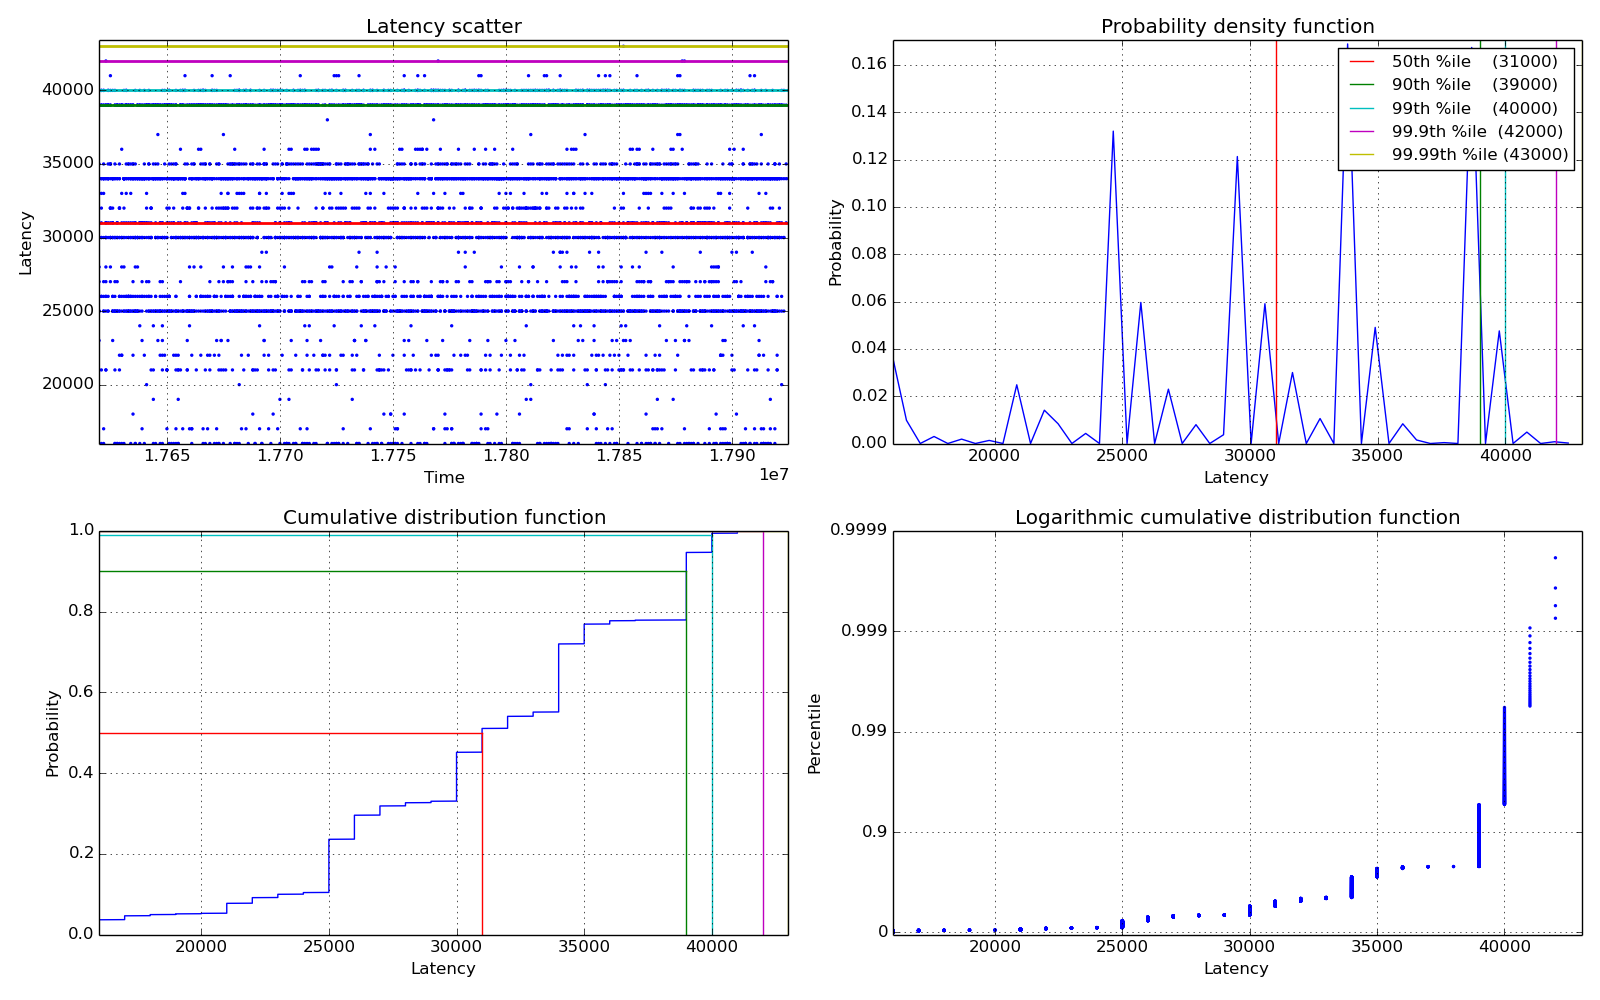 Latency scatter
40000
35000
30000
25000
20000
Latency
1.765
1.770
1.775
1.780
1.785
1.790
1e7
Time
Probability density function
0.16
0.14
0.12
0.10
0.08
0.06
0.04
0.02
0.00
Probability
50th %ile (31000)
90th %ile (39000)
99th %ile (40000)
99.9th %ile (42000)
99.99th %ile (43000)
20000
25000
30000
35000
40000
Latency
Cumulative distribution function
1.0
0.8
0.6
0.4
0.2
0.0
Probability
20000
25000
30000
35000
40000
Latency
Logarithmic cumulative distribution function
0.9999
0.999
0.99
0.9
0
Percentile
20000
25000
30000
35000
40000
Latency